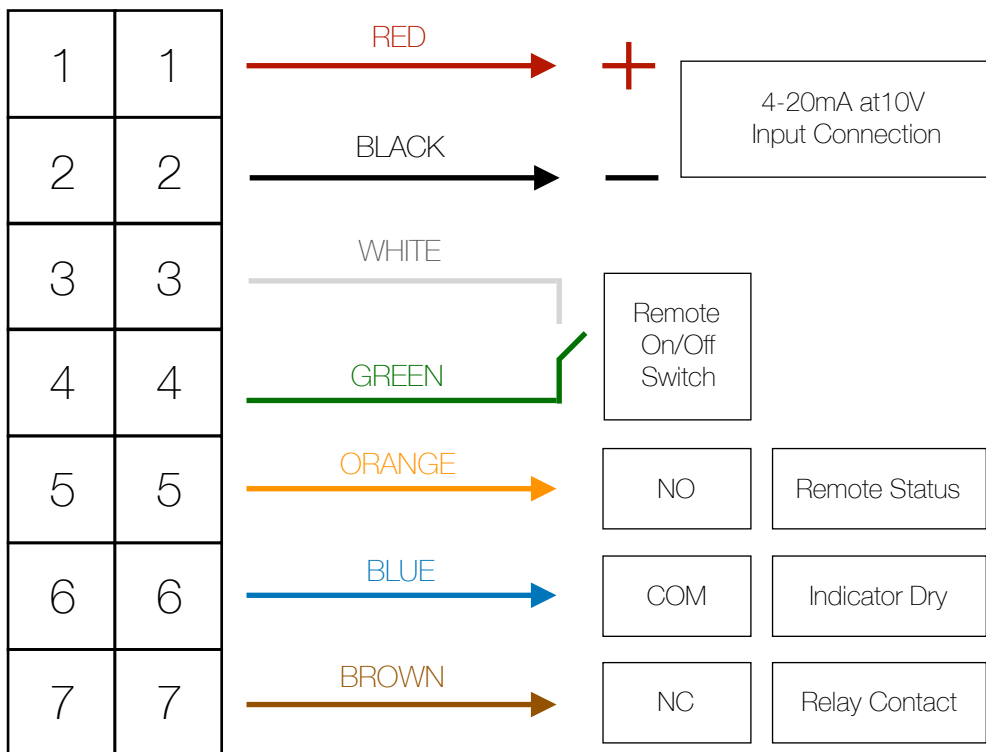 1 1 RED + 4-20mA at10V
Input Connection
2 2 BLACK −
3 3 WHITE
Remote
On/Off
Switch
4 4 GREEN
5 5 ORANGE NO Remote Status
6 6 BLUE COM Indicator Dry
7 7 BROWN NC Relay Contact